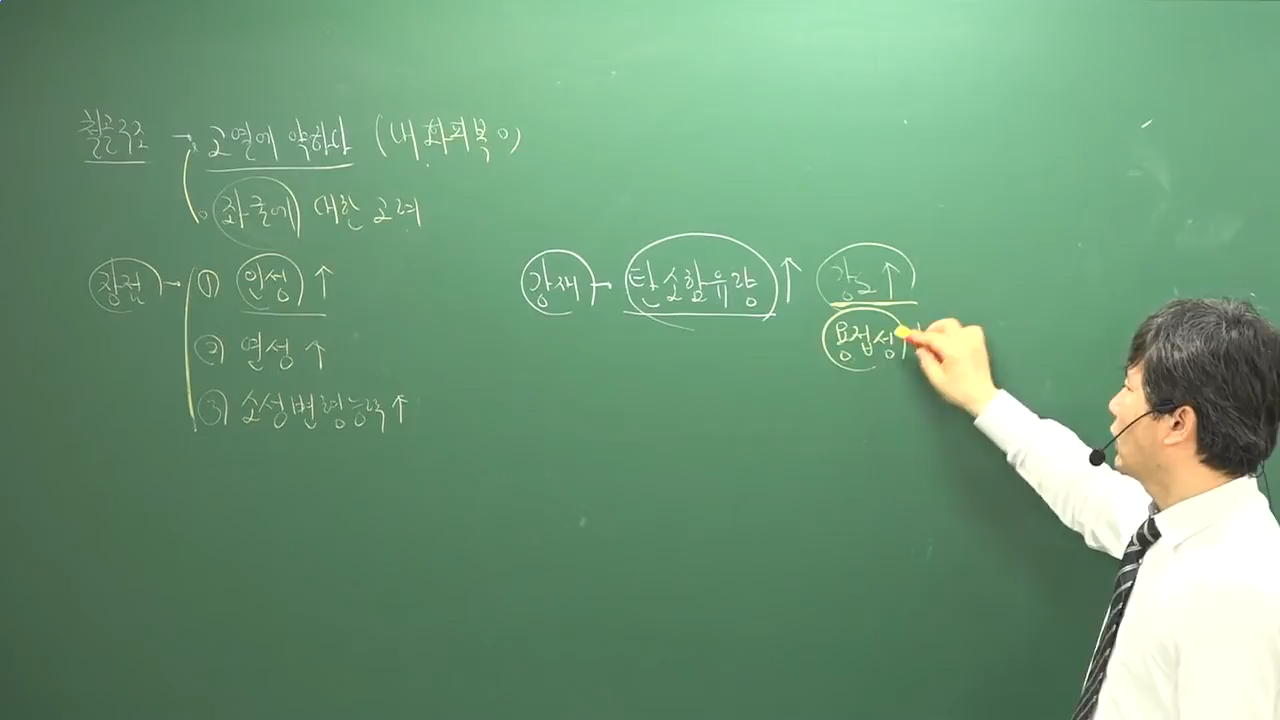 철골구조 → 고열에 약하다 (내화피복 ○)
좌굴에 대한 고려
장점 → ① 인성 ↑
② 연성 ↑
③ 소성변형능력 ↑
강재 → 탄소함유량 ↑ 강도 ↑
용접성